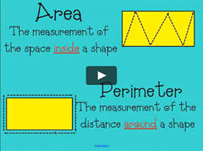 Area
The measurement of
the space inside a shape
Perimeter
The measurement of the
distance around a shape